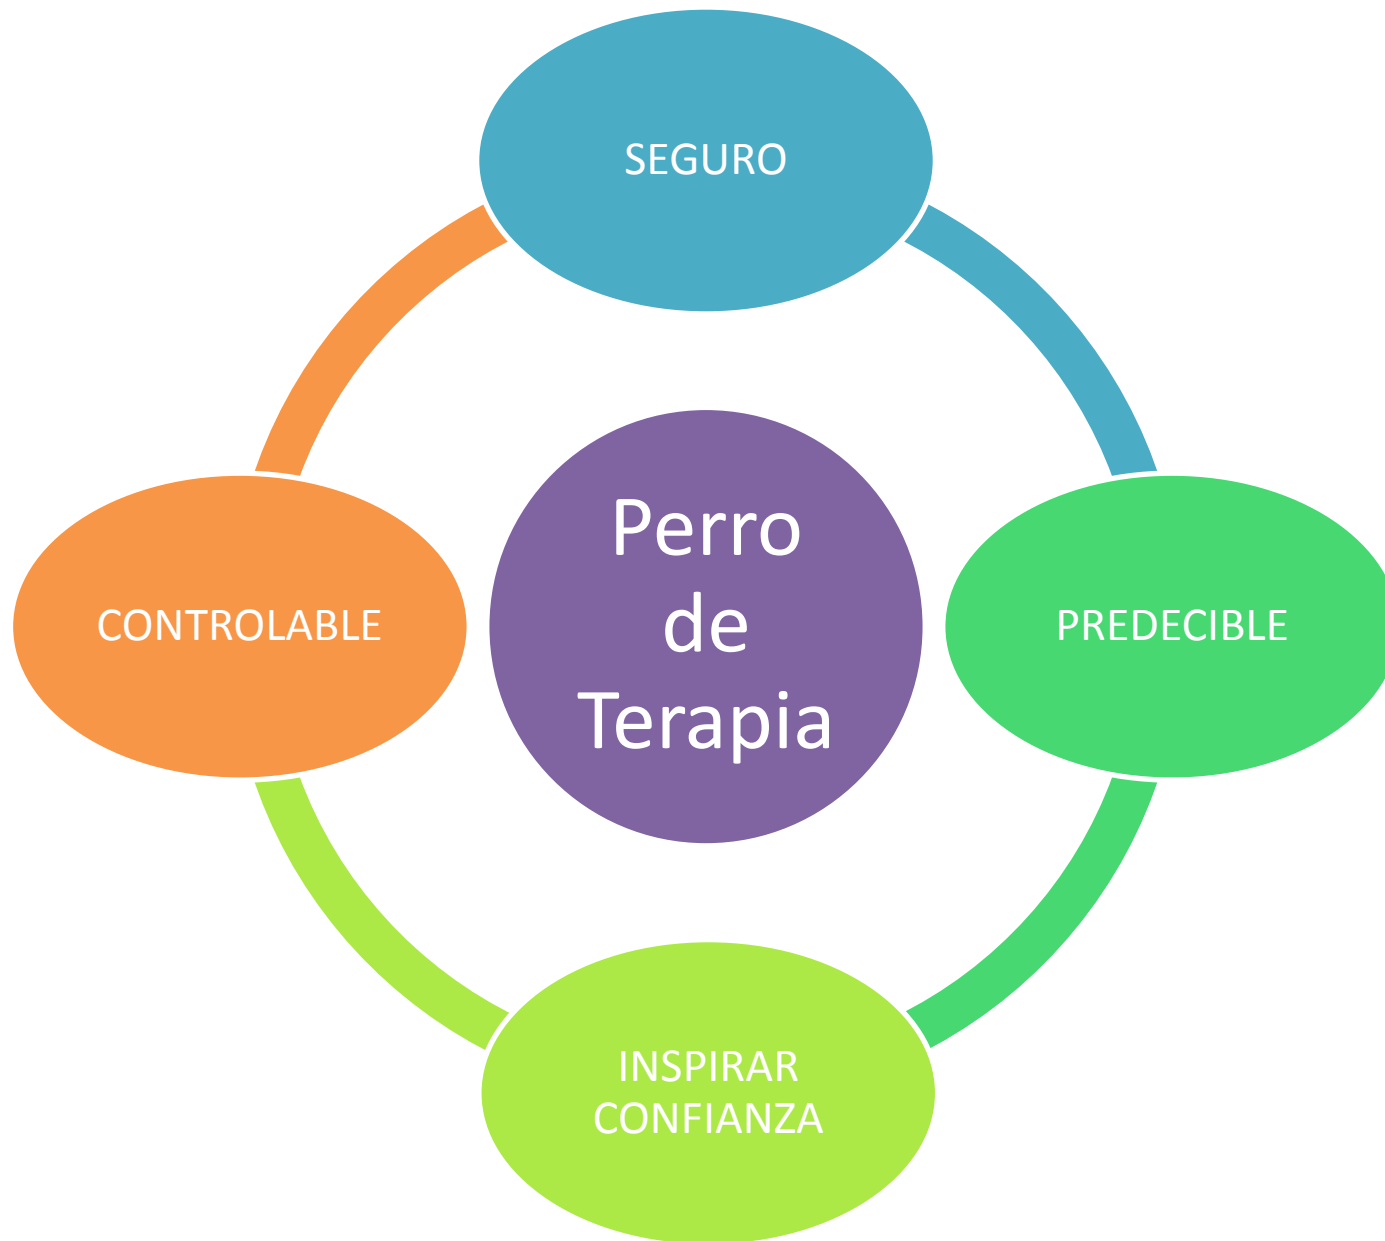 SEGURO
CONTROLABLE
Perro
de
Terapia
PREDECIBLE
INSPIRAR
CONFIANZA